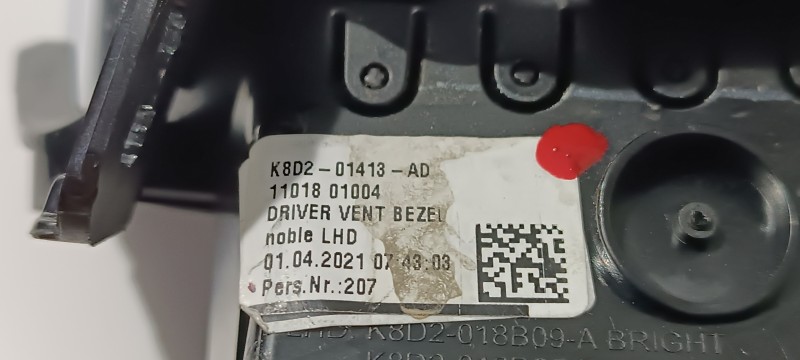 K8D2-01413-AD
11018 01004
DRIVER VENT BEZEL
noble LHD
01.04.2021 07:43:03
Pers.Nr.:207
LHD K8D2-018B09-A BRIGHT